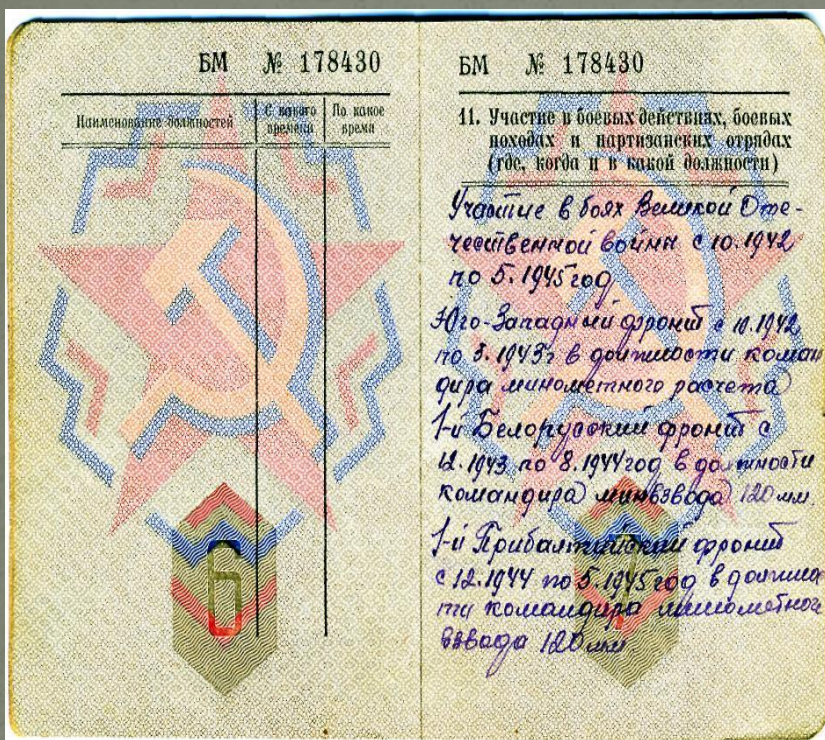 БМ № 178430
Наименование должностей
С какого времени
По какое время
6
БМ № 178430
11. Участие в боевых действиях, боевых
походах и партизанских отрядах
(где, когда и в какой должности)
Участие в боях Великой Оте-
чественной войны с 10.1942
по 5.1945 год
Юго-Западный фронт с 10.1942
по 3.1943г в должности коман
дира минометного расчета
1-й Белорусский фронт с
12.1943 по 8.1944 год в должности
командира минвзвода 120 мм.
1-й Прибалтийский фронт
с 12.1944 по 5.1945 год в должнос
ти командира минометног
взвода 120 мм.
7